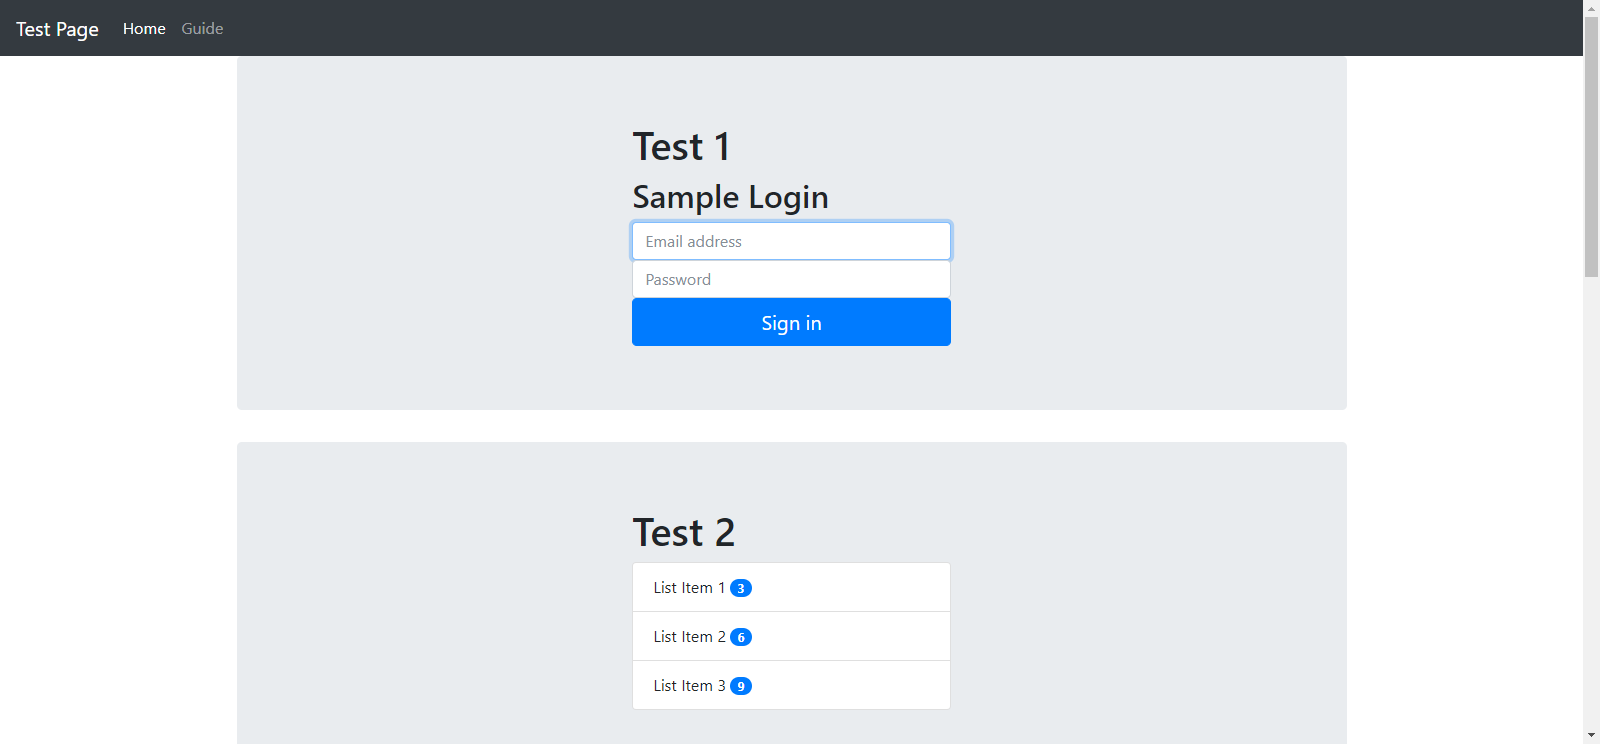 Test Page Home Guide
Test 1
Sample Login
Email address
Password
Sign in
Test 2
List Item 1 3
List Item 2 6
List Item 3 9